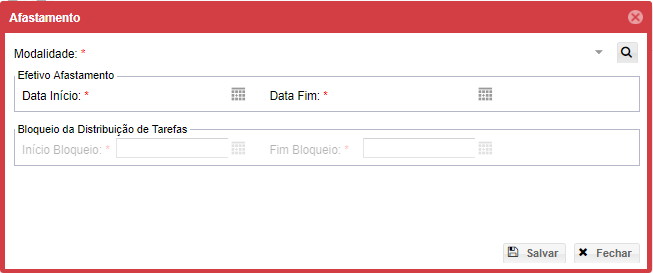 Afastamento
Modalidade: *
Efetivo Afastamento
Data Início: * Data Fim: *
Bloqueio da Distribuição de Tarefas
Início Bloqueio: * Fim Bloqueio: *
Salvar Fechar